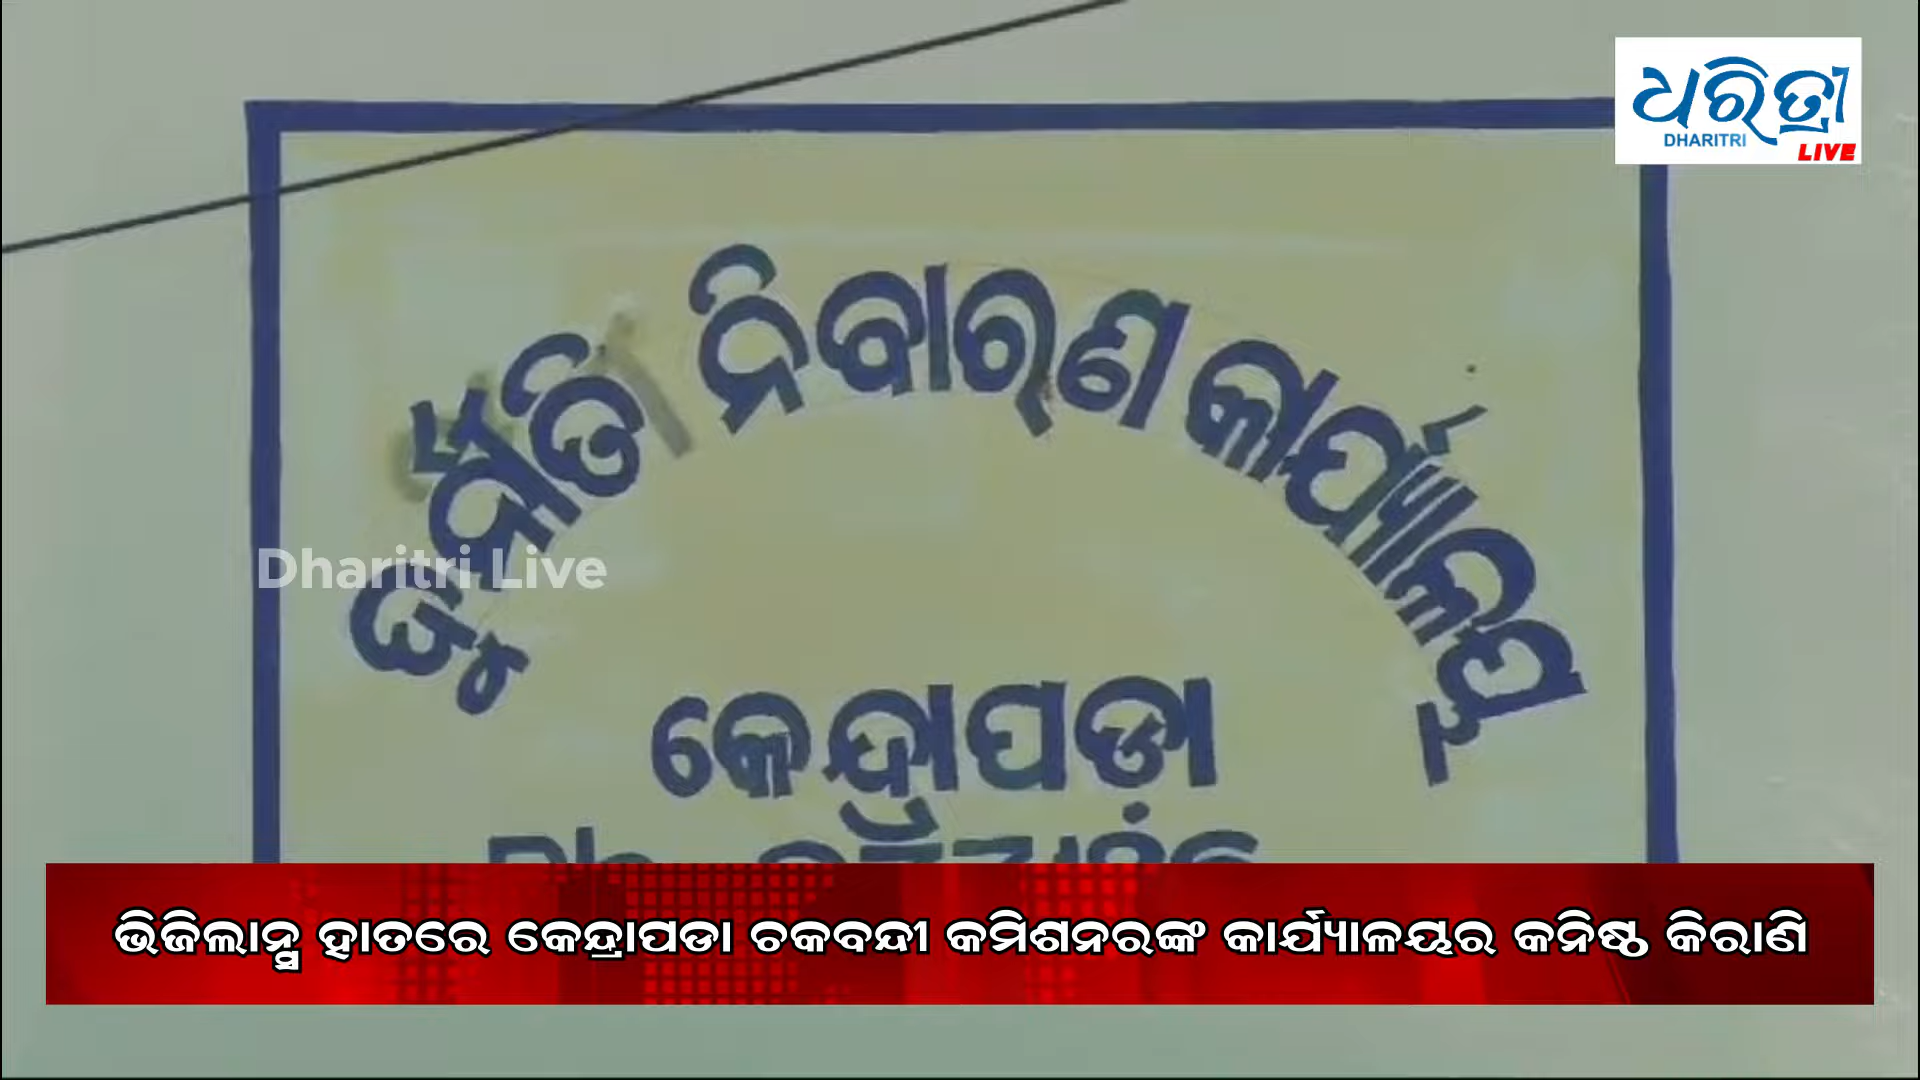 ଧରିତ୍ରୀ
DHARITRI
LIVE
ଦୁର୍ନୀତି ନିବାରଣ କାର୍ଯ୍ୟାଳୟ
Dharitri Live
କେନ୍ଦ୍ରାପଡା
ଭିଜିଲାନ୍ସ ହାତରେ କେନ୍ଦ୍ରାପଡା ଚକବନ୍ଦୀ କମିଶନରଙ୍କ କାର୍ଯ୍ୟାଳୟର କନିଷ୍ଠ କିରାଣି